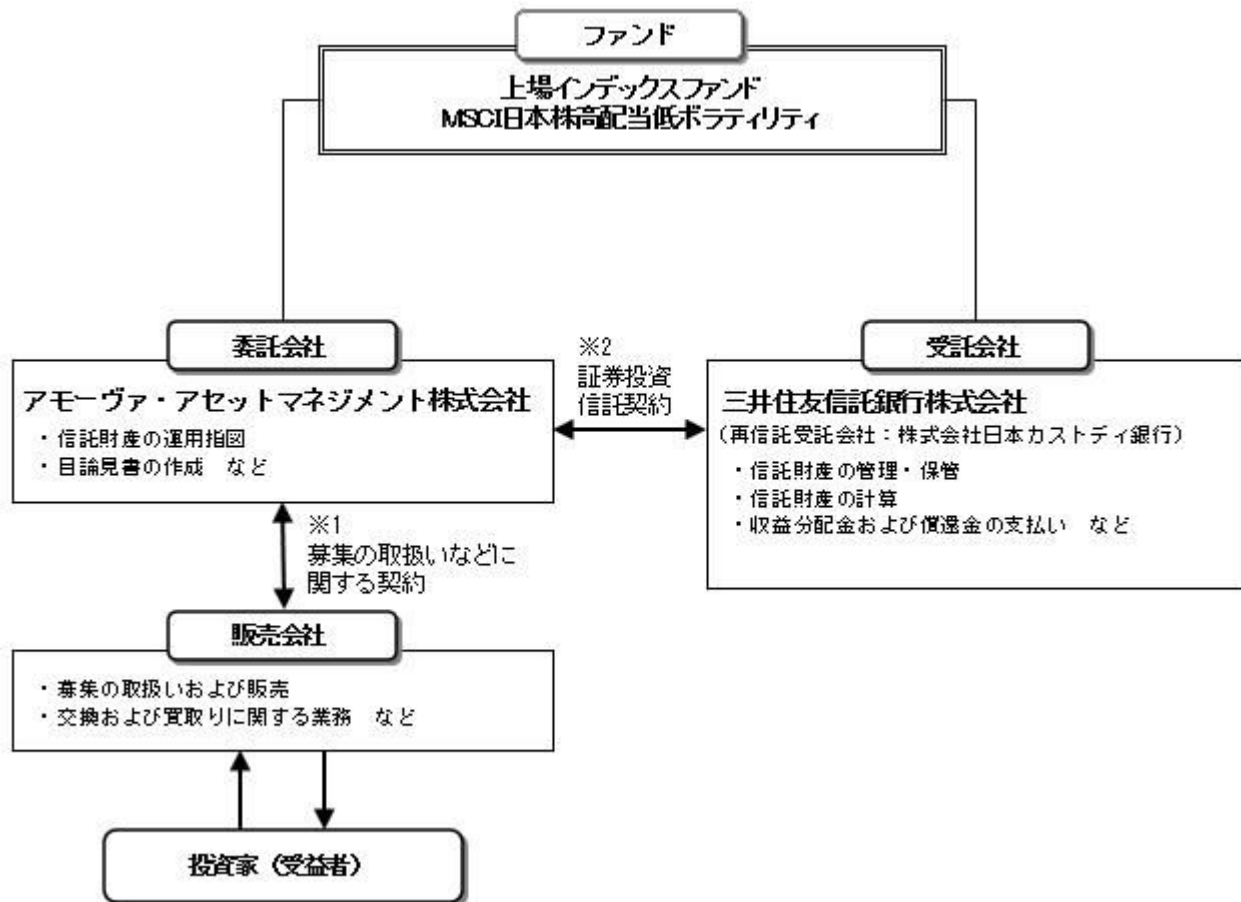 ファンド
上場インデックスファンド
MSCI日本株高配当低ボラティリティ
委託会社
アモーヴァ・アセットマネジメント株式会社
・信託財産の運用指図
・目論見書の作成 など
※2
証券投資
信託契約
受託会社
三井住友信託銀行株式会社
(再信託受託会社：株式会社日本カストディ銀行)
・信託財産の管理・保管
・信託財産の計算
・収益分配金および償還金の支払い など
※1
募集の取扱いなどに
関する契約
販売会社
・募集の取扱いおよび販売
・交換および買取りに関する業務 など
投資家（受益者）